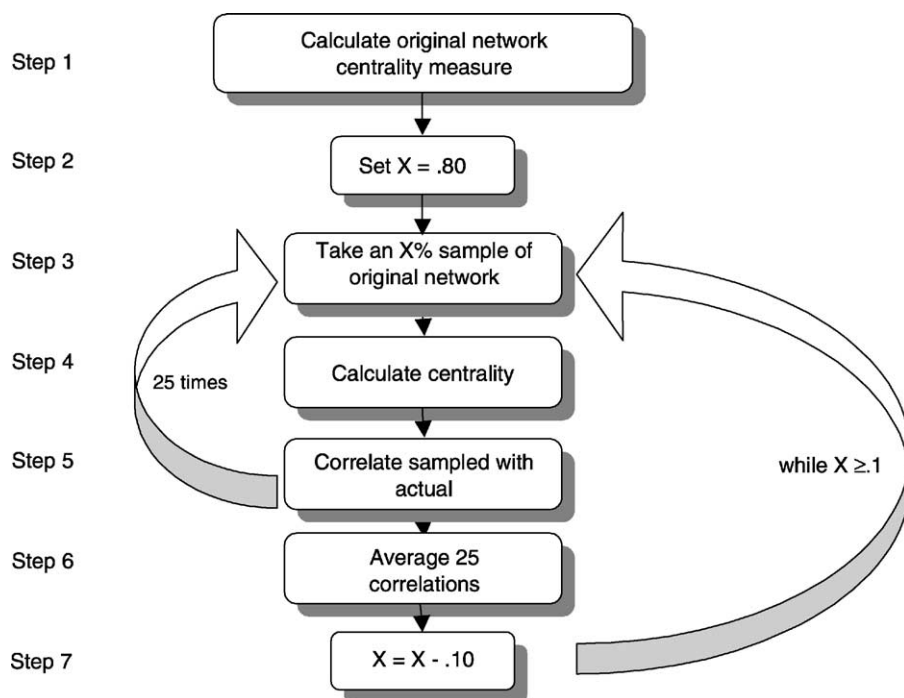 Step 1
Calculate original network
centrality measure
Step 2
Set X = .80
Step 3
Take an X% sample of
original network
Step 4
Calculate centrality
25 times
Step 5
Correlate sampled with
actual
while X ≥.1
Step 6
Average 25
correlations
Step 7
X = X - .10